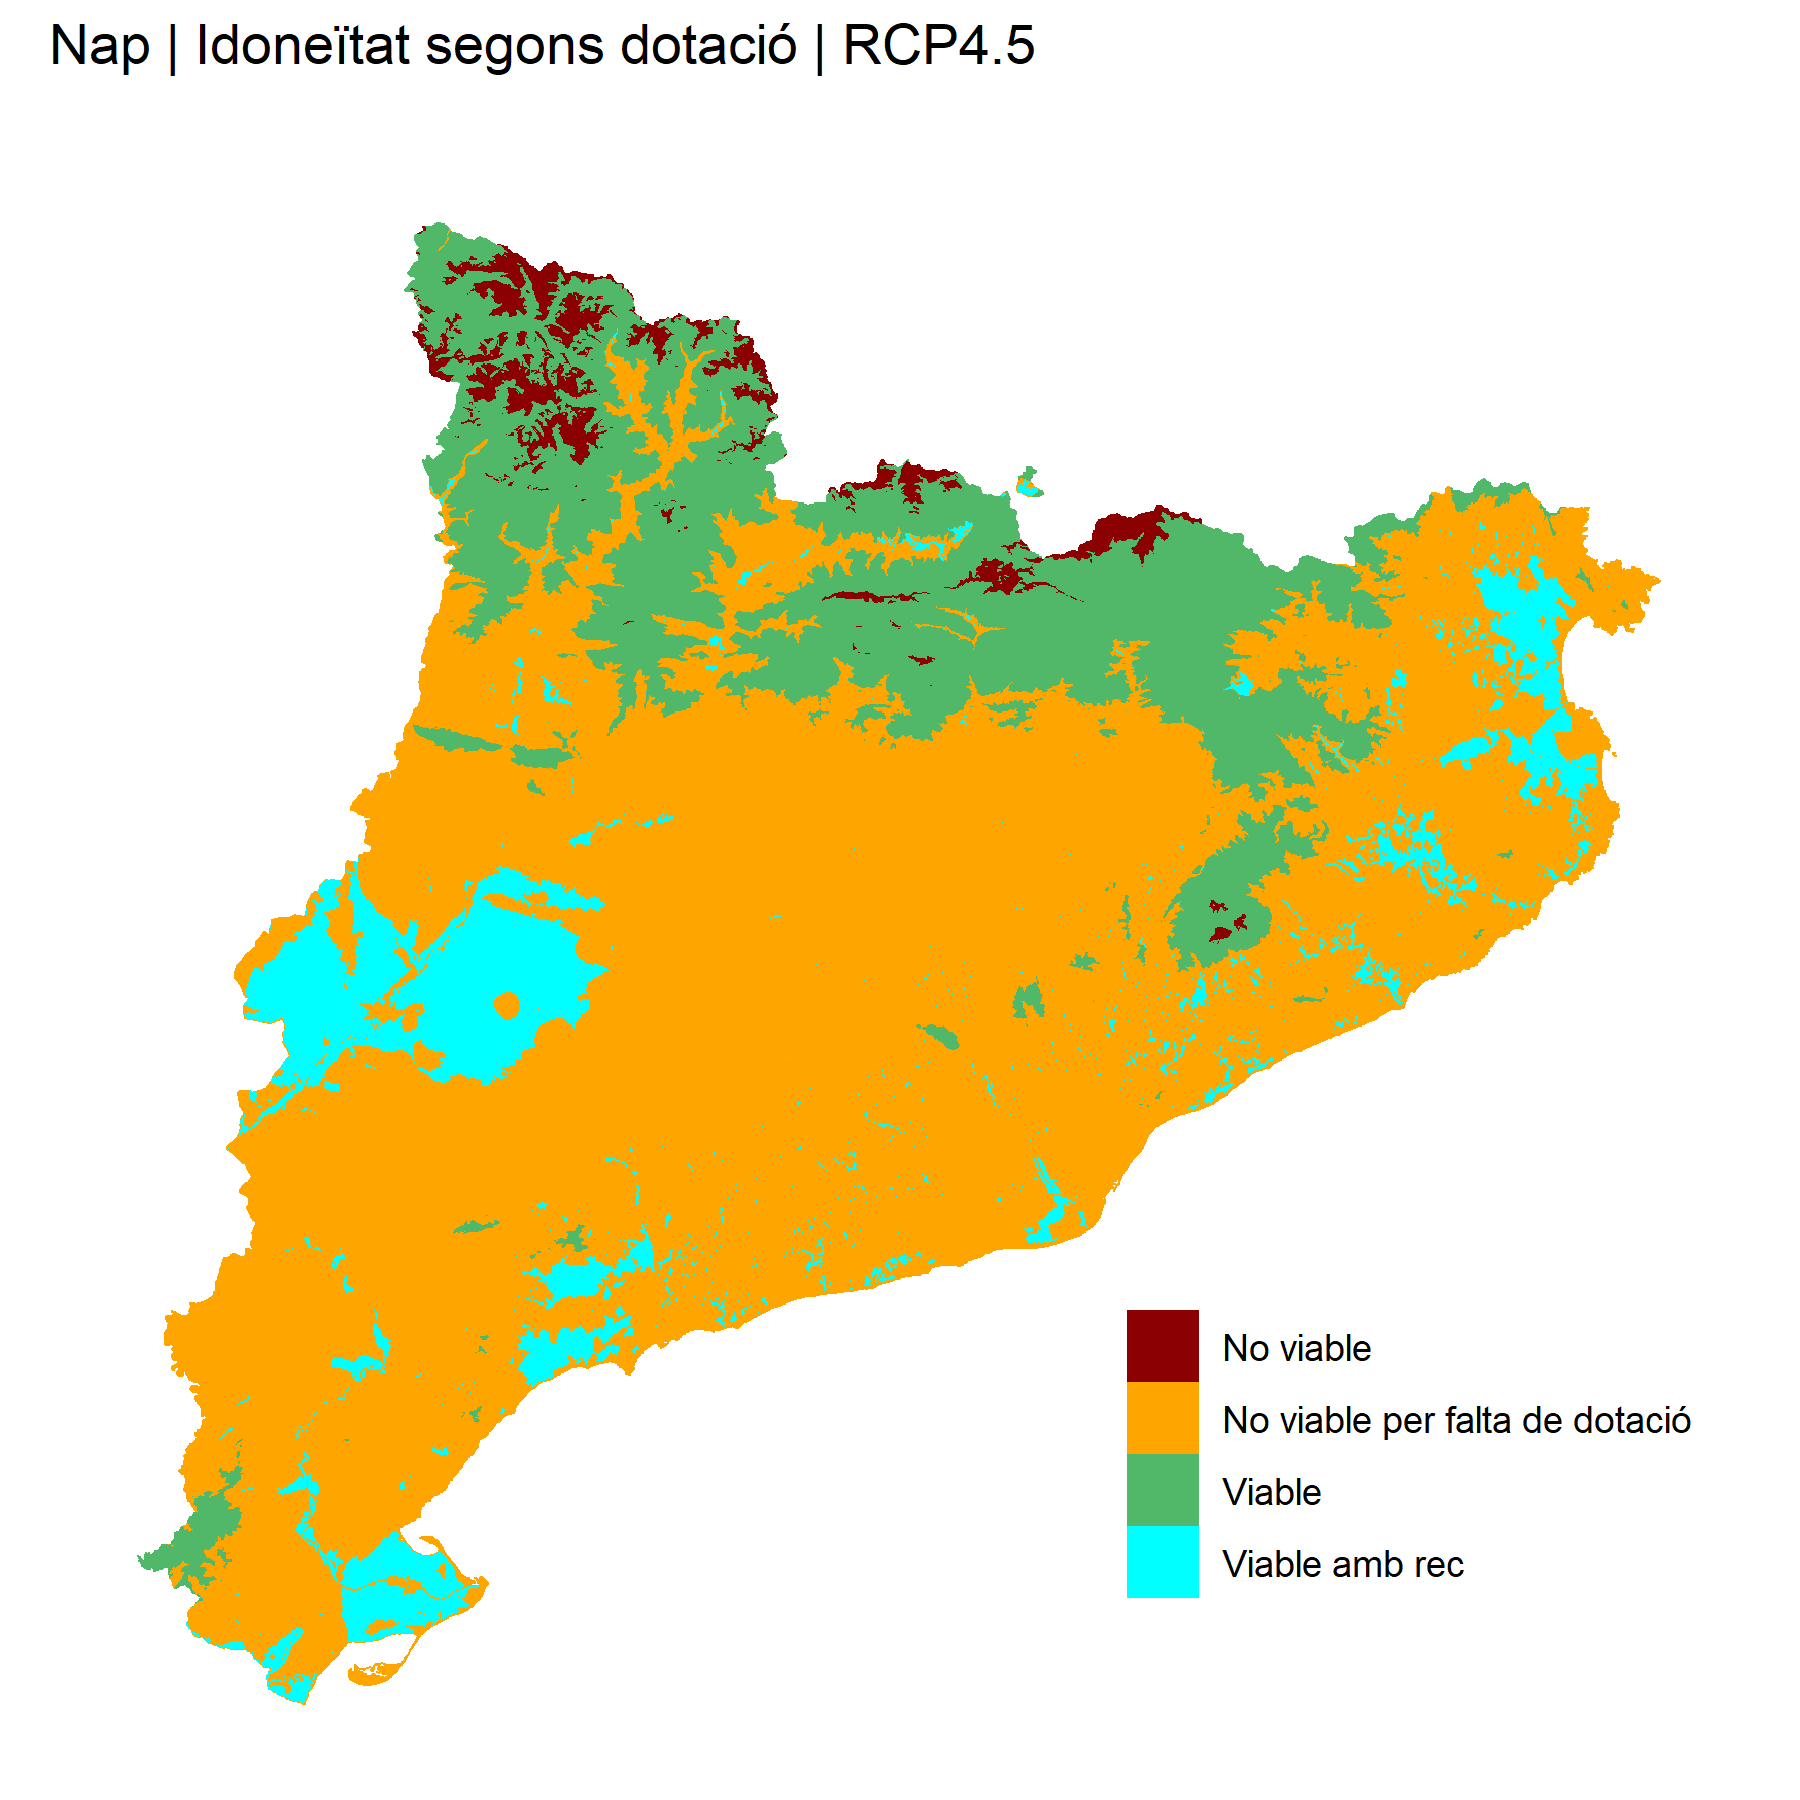 Nap | Idoneïtat segons dotació | RCP4.5
No viable
No viable per falta de dotació
Viable
Viable amb rec